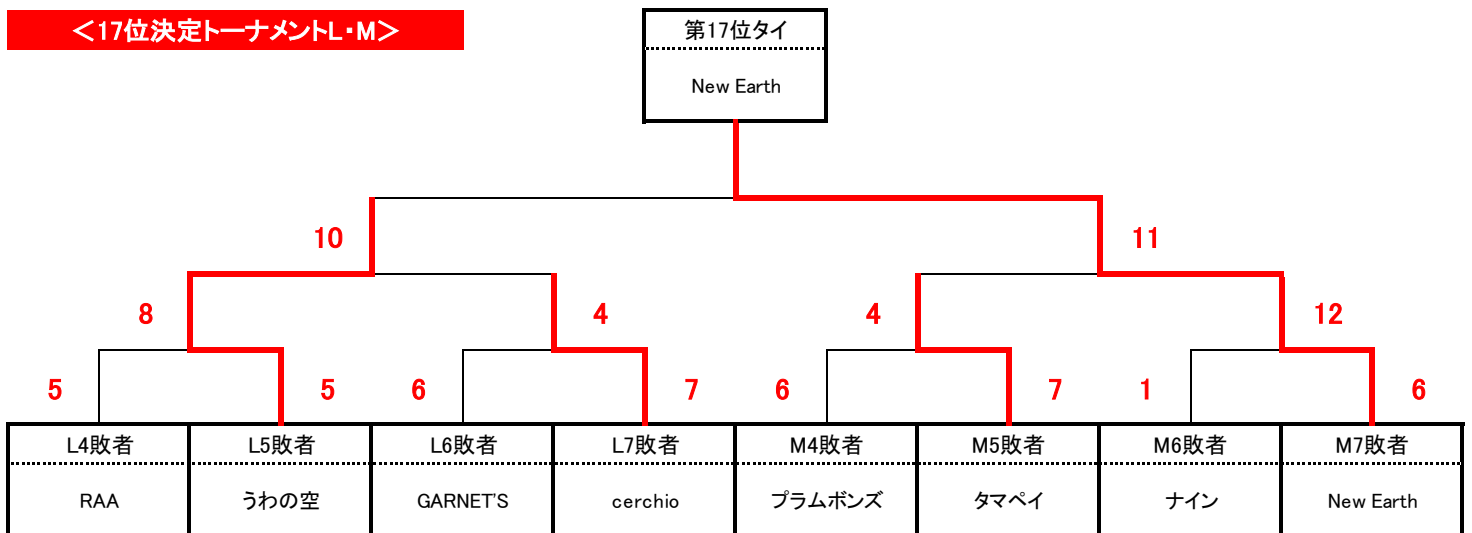 <17位決定トーナメントL・M>
第17位タイ
New Earth
10 11
8 4 4 12
5 5 6 7 6 7 1 6
L4敗者 L5敗者 L6敗者 L7敗者 M4敗者 M5敗者 M6敗者 M7敗者
RAA うわの空 GARNET'S cerchio プラムボンズ タマペイ ナイン New Earth